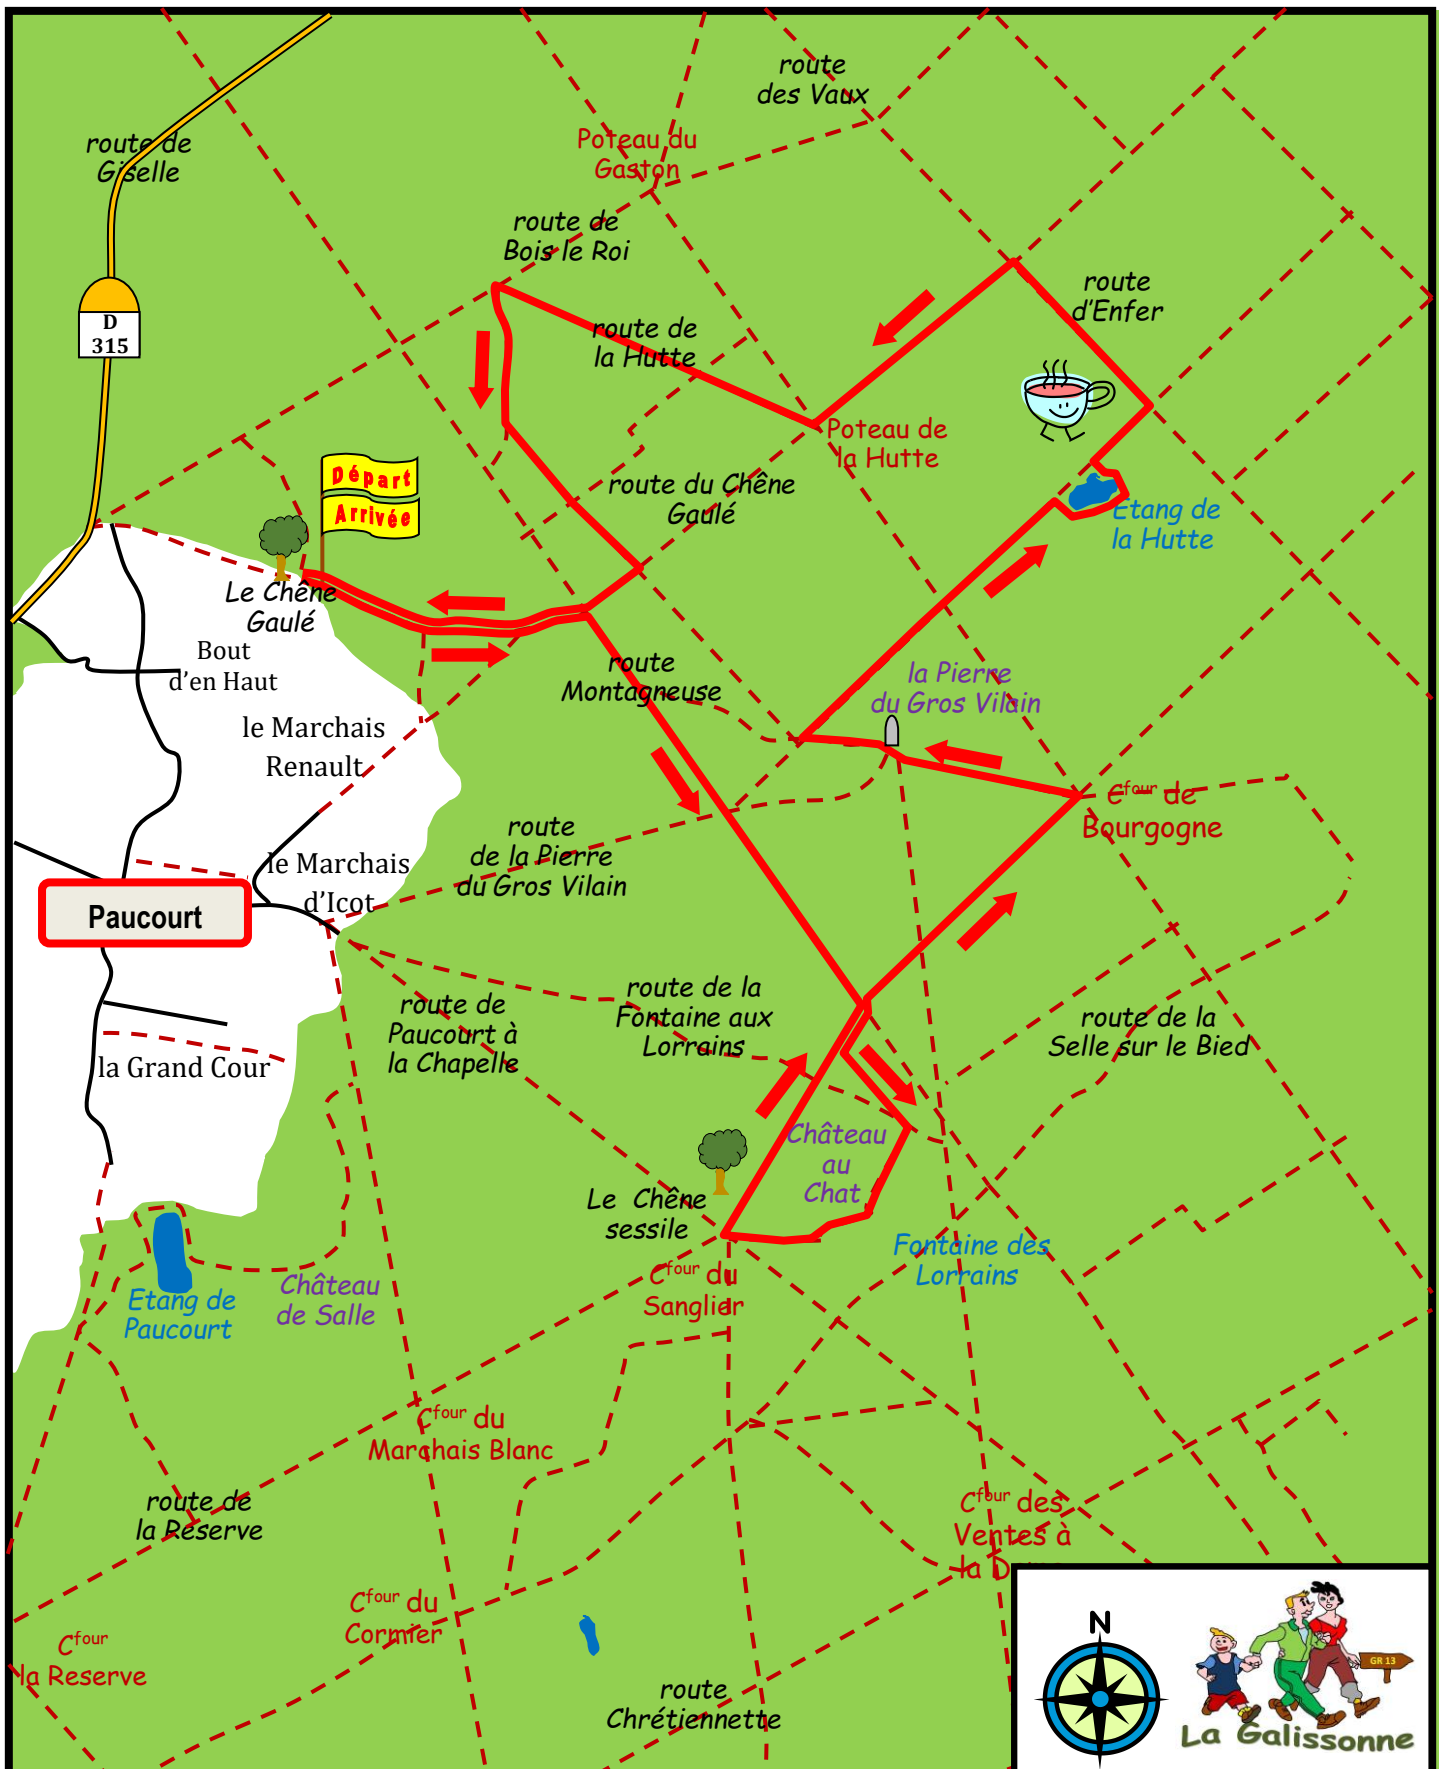 route
des Vaux
route de
Giselle
Poteau du
Gaston
route de
Bois le Roi
route
d'Enfer
D
315
route de
la Hutte
Poteau de
la Hutte
Départ
Arrivée
route du Chêne
Gaulé
Etang de
la Hutte
Le Chêne
Gaulé
Bout
d'en Haut
route
Montagneuse
la Pierre
du Gros Vilain
le Marchais
Renault
Cfour de
Bourgogne
route
de la Pierre
du Gros Vilain
le Marchais
d'Icot
Paucourt
route de
Paucourt à
la Chapelle
route de la
Fontaine aux
Lorrains
route de la
Selle sur le Bied
la Grand Cour
Château
au
Chat
Le Chêne
sessile
Fontaine des
Lorrains
Cfour du
Sanglier
Etang de
Paucourt
Château
de Salle
Cfour du
Marchais Blanc
route de
la Réserve
Cfour des
Ventes à
la
Cfour du
Cormier
Cfour
la Reserve
route
Chrétiennette
N
GR 13
La Galissonne